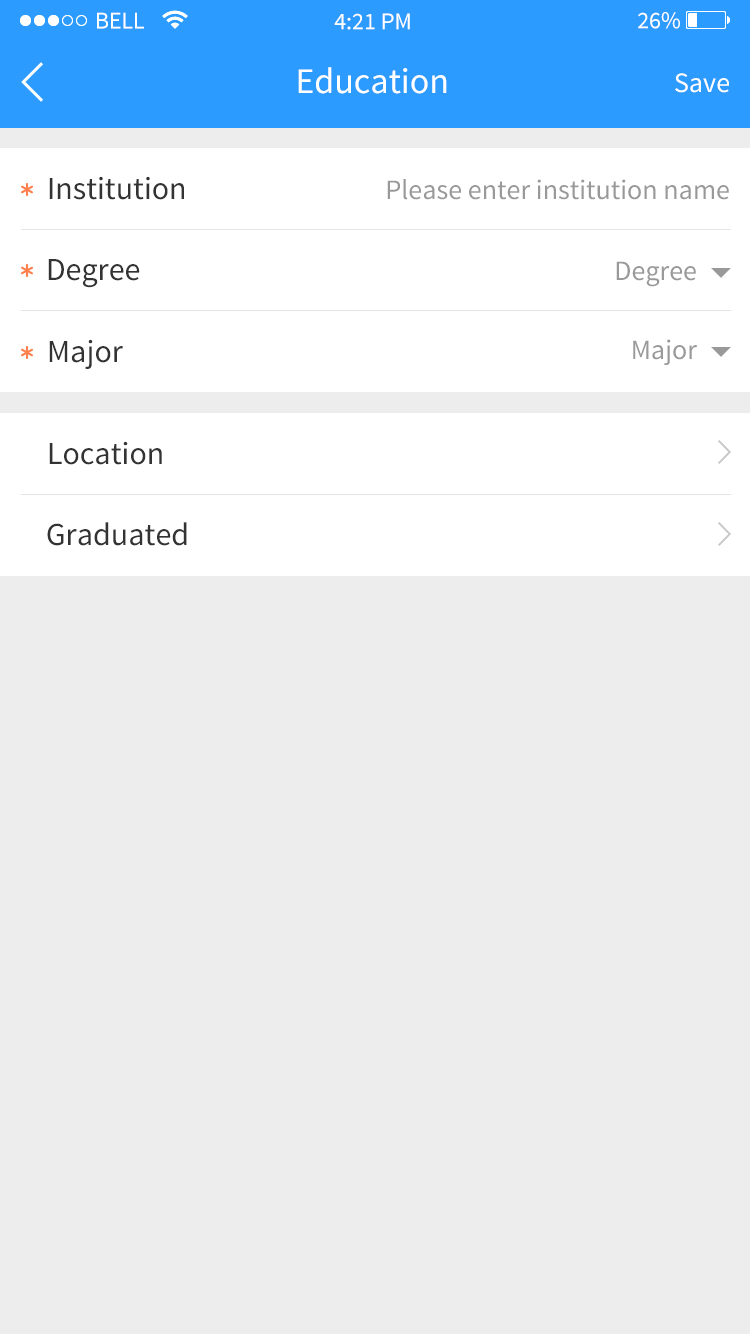 BELL 4:21 PM 26%
Education Save
* Institution Please enter institution name
* Degree Degree
* Major Major
Location
Graduated